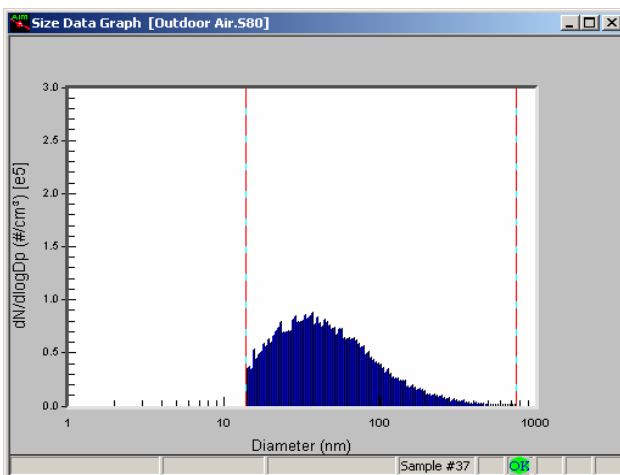 AIM Size Data Graph [Outdoor Air.S80]
dN/dlogDp (#/cm³) [e5]
3.0
2.5
2.0
1.5
1.0
0.5
0.0
1 10 100 1000
Diameter (nm)
Sample #37 OK